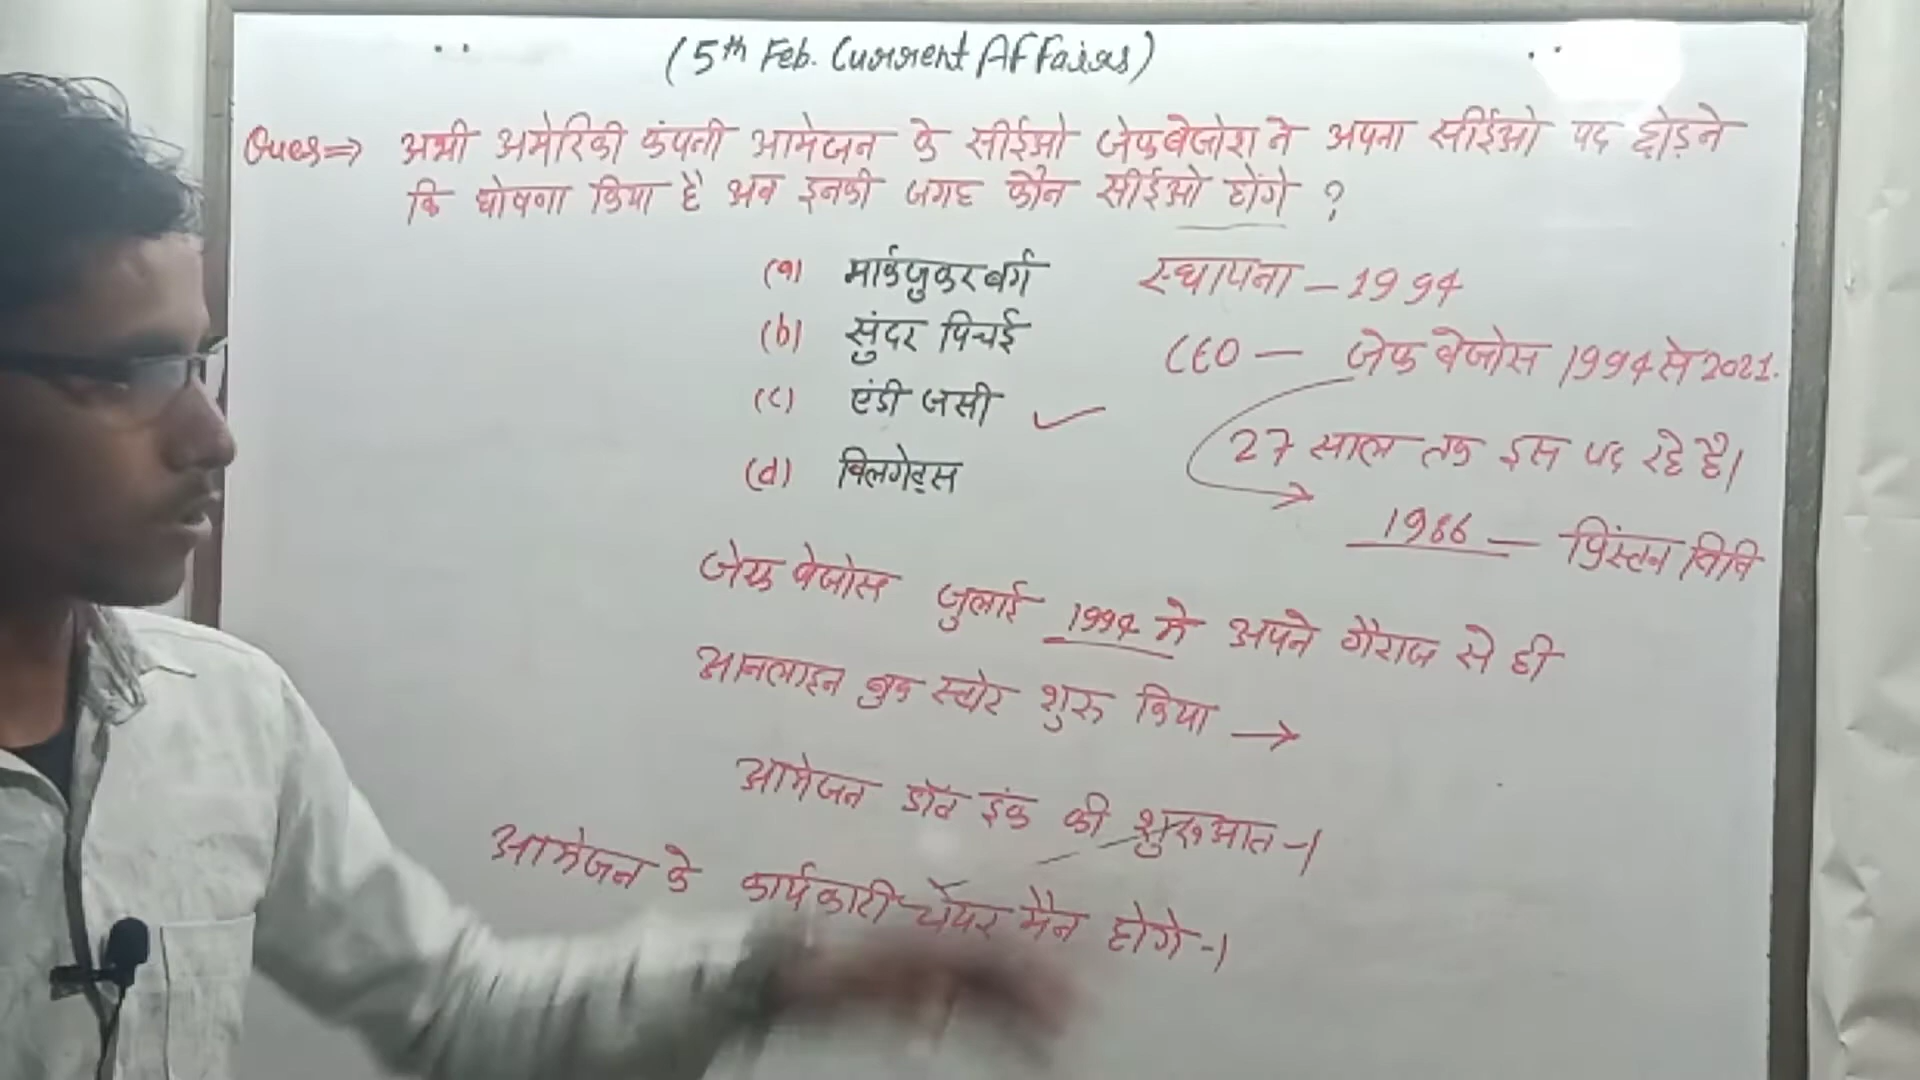 (5th Feb. Current Affairs)
Ques⇒ अभी अमेरिकी कंपनी आमेजन के सीईओ जेफबेजोश ने अपना सीईओ पद छोड़ने
कि घोषणा किया है अब इनकी जगह कौन सीईओ होंगे ?
(a) मार्कजुकरबर्ग
(b) सुंदर पिचई
(c) एंडी जसी ✓
(d) बिलगेट्स
स्थापना – 1994
CEO – जेफ बेजोस 1994 से 2021.
27 साल तक इस पद रहे है।
1986 – प्रिंस्टन विवि
जेफ बेजोस जुलाई 1994 मे अपने गैराज से ही
आनलाइन बुक स्टोर शुरू किया →
आमेजन डॉट इंक की शुरूआत -।
आमेजन के कार्यकारी चेयर मैन होगे -।